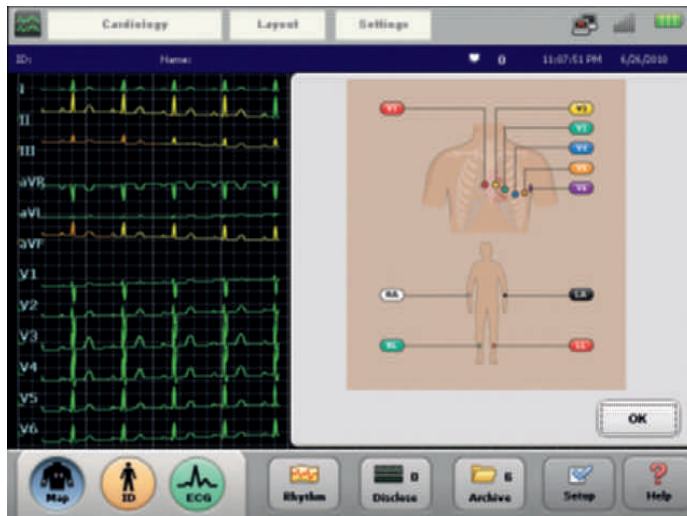 Cardiology Layout Settings
ID: Name: 0 11:07:51 PM 6/26/2010
I
II
III
aVR
aVL
aVF
V1
V2
V3
V4
V5
V6
V1 V2
V3
V4
V5
V6
RA LA
RL LL
OK
Map ID ECG Rhythm Disclose 0 Archive 6 Setup Help